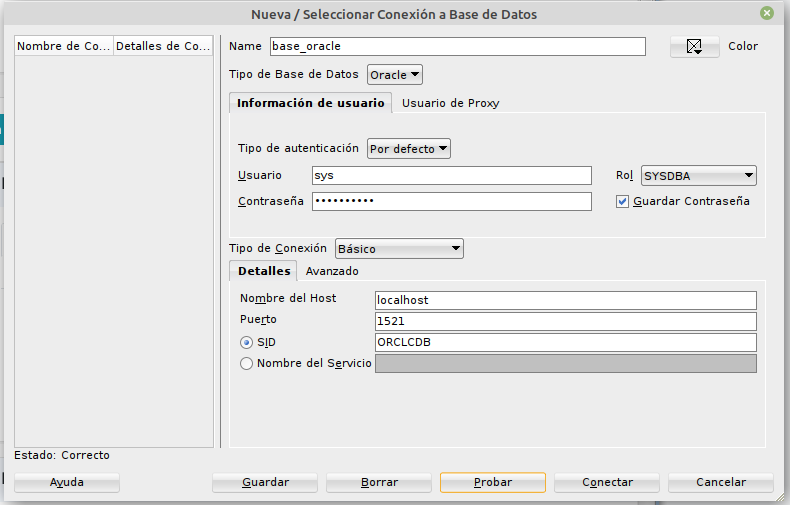 Nueva / Seleccionar Conexión a Base de Datos
Nombre de Co... Detalles de Co...
Name base_oracle Color
Tipo de Base de Datos Oracle
Información de usuario Usuario de Proxy
Tipo de autenticación Por defecto
Usuario sys Rol SYSDBA
Contraseña •••••••••• Guardar Contraseña
Tipo de Conexión Básico
Detalles Avanzado
Nombre del Host localhost
Puerto 1521
SID ORCLCDB
Nombre del Servicio
Estado: Correcto
Ayuda Guardar Borrar Probar Conectar Cancelar